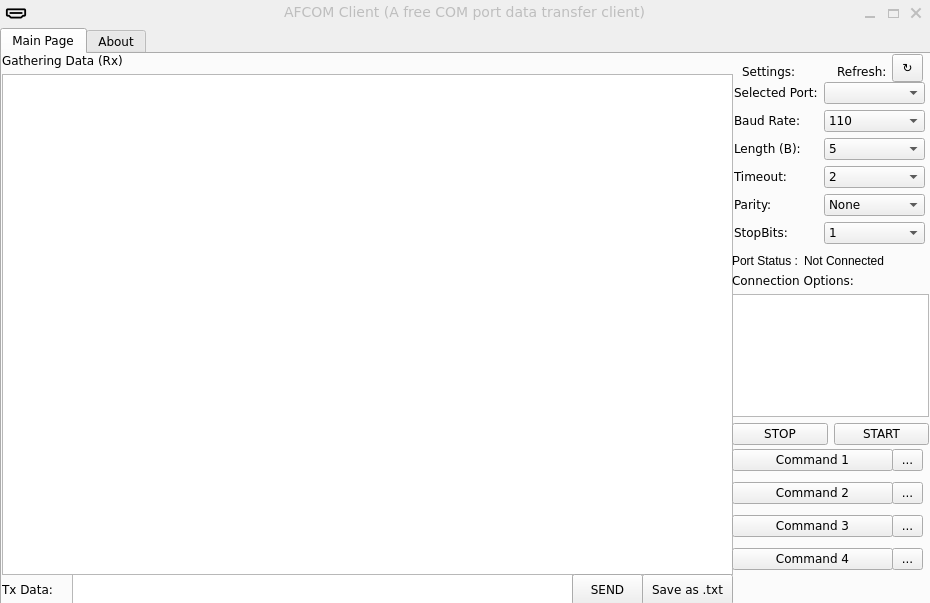 AFCOM Client (A free COM port data transfer client)
Main Page
About
Gathering Data (Rx)
Settings:
Refresh:
↻
Selected Port:
Baud Rate:
110
Length (B):
5
Timeout:
2
Parity:
None
StopBits:
1
Port Status : Not Connected
Connection Options:
STOP
START
Command 1
...
Command 2
...
Command 3
...
Command 4
...
Tx Data:
SEND
Save as .txt